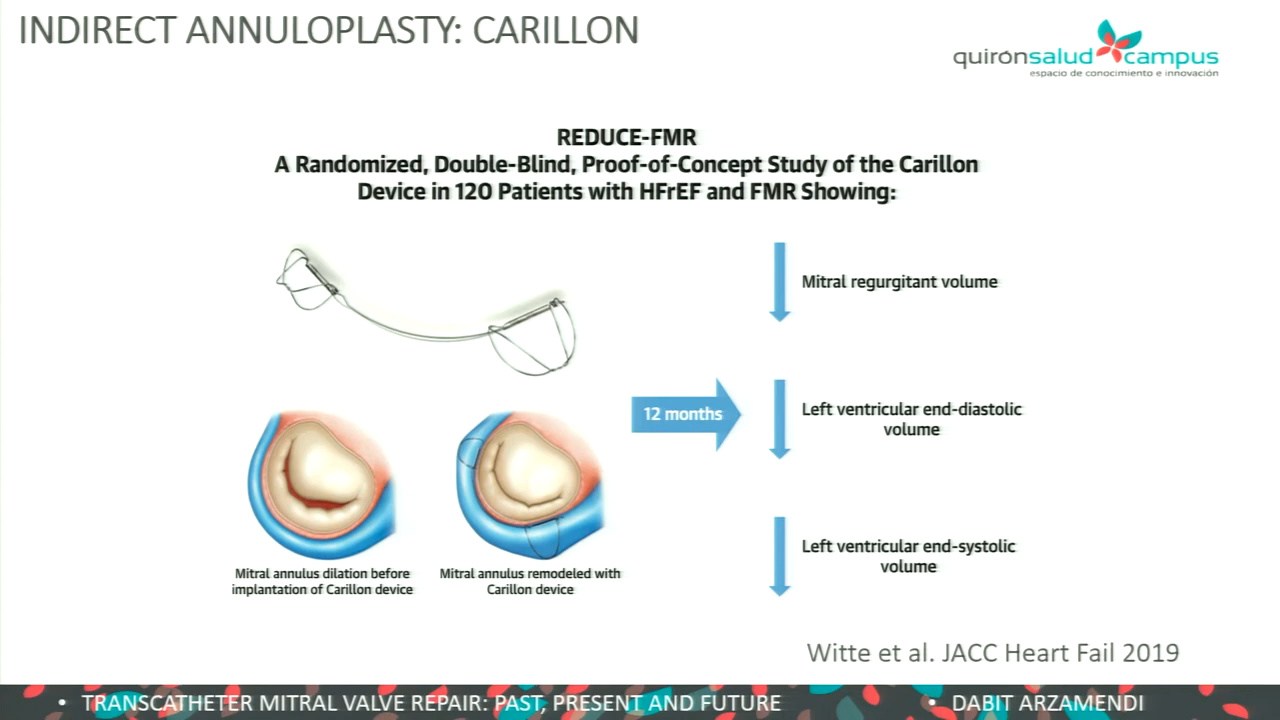 INDIRECT ANNULOPLASTY: CARILLON
quirónsalud campus
espacio de conocimiento e innovación
REDUCE-FMR
A Randomized, Double-Blind, Proof-of-Concept Study of the Carillon
Device in 120 Patients with HFrEF and FMR Showing:
Mitral regurgitant volume
12 months
Left ventricular end-diastolic
volume
Left ventricular end-systolic
volume
Mitral annulus dilation before
implantation of Carillon device
Mitral annulus remodeled with
Carillon device
Witte et al. JACC Heart Fail 2019
• TRANSCATHETER MITRAL VALVE REPAIR: PAST, PRESENT AND FUTURE
• DABIT ARZAMENDI